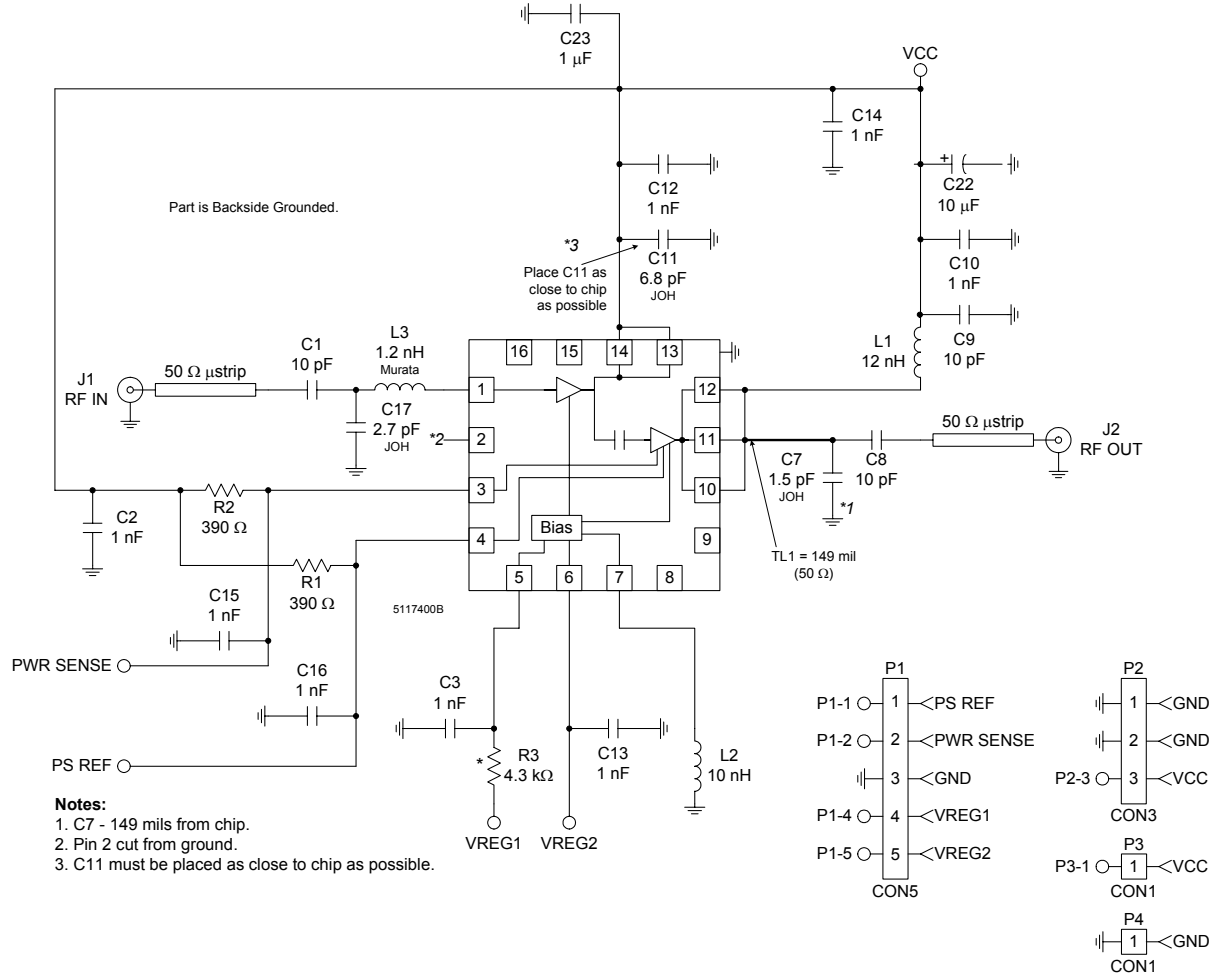 C23
1 µF
VCC
C14
1 nF
+
C22
10 µF
C12
1 nF
Part is Backside Grounded.
*3
C11
6.8 pF
JOH
Place C11 as
close to chip
as possible
C10
1 nF
C9
10 pF
L1
12 nH
L3
1.2 nH
Murata
C1
10 pF
50 Ω µstrip
J1
RF IN
C17
2.7 pF
JOH
16
15
14
13
1
*2
2
3
4
12
11
10
9
5
6
7
8
Bias
5117400B
50 Ω µstrip
J2
RF OUT
C7
1.5 pF
JOH
*1
C8
10 pF
TL1 = 149 mil
(50 Ω)
C2
1 nF
R2
390 Ω
R1
390 Ω
C15
1 nF
PWR SENSE
C16
1 nF
PS REF
C3
1 nF
*
R3
4.3 kΩ
VREG1
C13
1 nF
VREG2
L2
10 nH
P1
P1-1 1 PS REF
P1-2 2 PWR SENSE
3 GND
P1-4 4 VREG1
P1-5 5 VREG2
CON5
P2
1 GND
2 GND
P2-3 3 VCC
CON3
P3
P3-1 1 VCC
CON1
P4
1 GND
CON1
Notes:
1. C7 - 149 mils from chip.
2. Pin 2 cut from ground.
3. C11 must be placed as close to chip as possible.